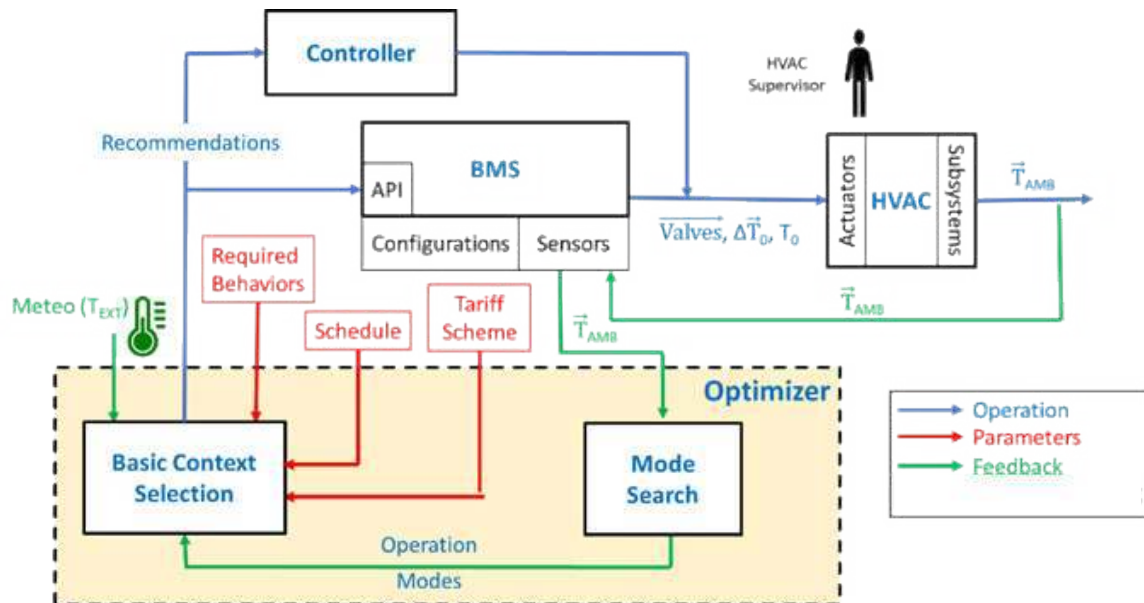 Controller
HVAC
Supervisor
Recommendations
BMS
API
Configurations
Sensors
Actuators
HVAC
Subsystems
T⃗AMB
Valves, ΔT⃗0, T0
T⃗AMB
Required
Behaviors
Meteo (TEXT)
Schedule
Tariff
Scheme
T⃗AMB
Optimizer
Basic Context
Selection
Mode
Search
Operation
Modes
Operation
Parameters
Feedback